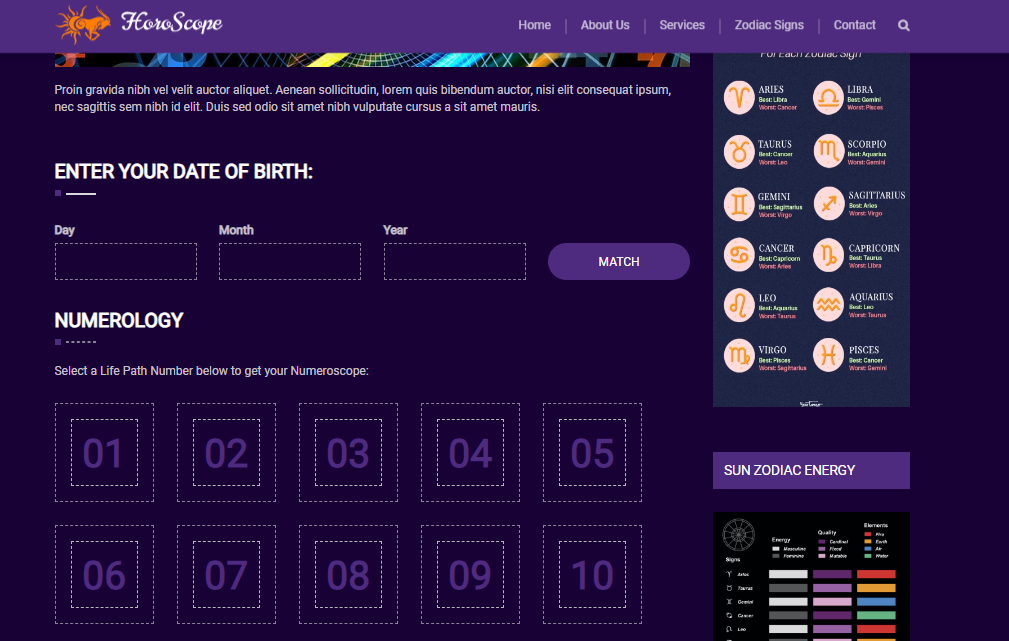 HoroScope
Home
About Us
Services
Zodiac Signs
Contact
For Each Zodiac Sign
Proin gravida nibh vel velit auctor aliquet. Aenean sollicitudin, lorem quis bibendum auctor, nisi elit consequat ipsum,
nec sagittis sem nibh id elit. Duis sed odio sit amet nibh vulputate cursus a sit amet mauris.
ENTER YOUR DATE OF BIRTH:
Day
Month
Year
MATCH
NUMEROLOGY
Select a Life Path Number below to get your Numeroscope:
01
02
03
04
05
06
07
08
09
10
ARIES
Best: Libra
Worst: Cancer
LIBRA
Best: Gemini
Worst: Pisces
TAURUS
Best: Cancer
Worst: Leo
SCORPIO
Best: Aquarius
Worst: Gemini
GEMINI
Best: Sagittarius
Worst: Virgo
SAGITTARIUS
Best: Aries
Worst: Virgo
CANCER
Best: Capricorn
Worst: Aries
CAPRICORN
Best: Taurus
Worst: Libra
LEO
Best: Aquarius
Worst: Taurus
AQUARIUS
Best: Leo
Worst: Taurus
VIRGO
Best: Pisces
Worst: Sagittarius
PISCES
Best: Cancer
Worst: Gemini
SUN ZODIAC ENERGY
Energy
Masculine
Feminine
Quality
Cardinal
Fixed
Mutable
Elements
Fire
Earth
Air
Water
Signs
Aries
Taurus
Gemini
Cancer
Leo